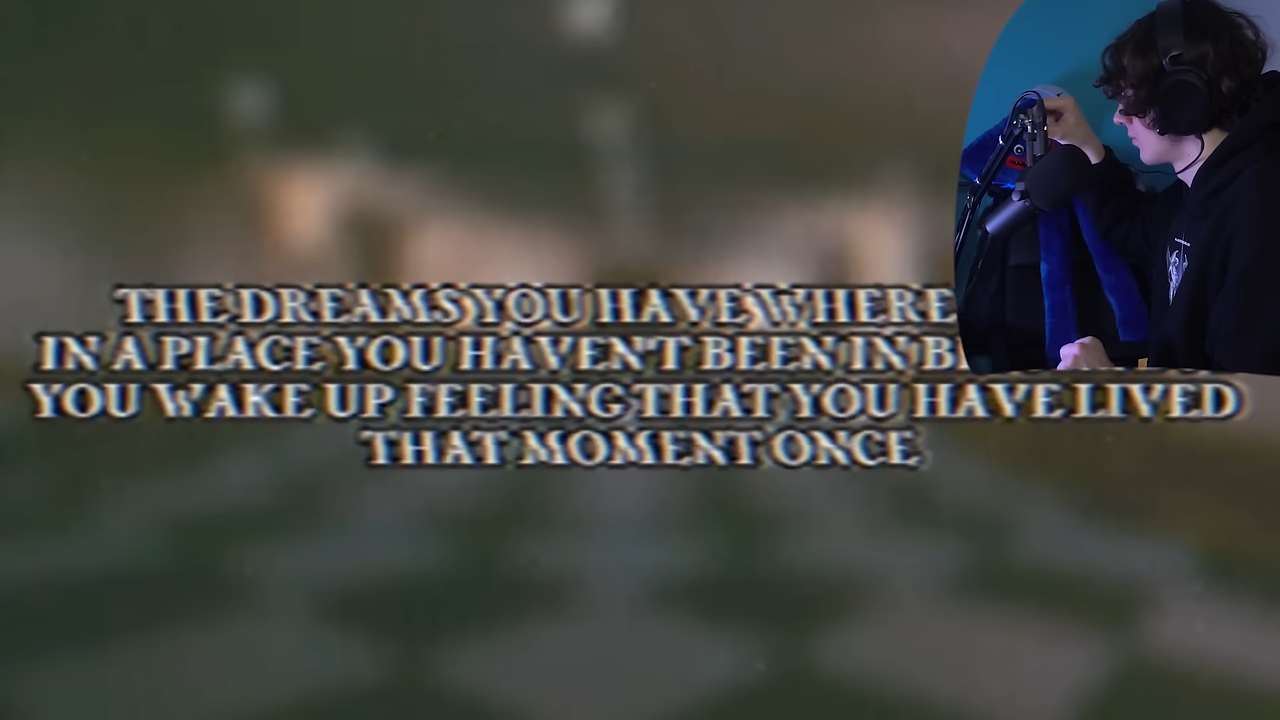 THE DREAMS YOU HAVE WHERE
IN A PLACE YOU HAVEN'T BEEN IN
YOU WAKE UP FEELING THAT YOU HAVE LIVED
THAT MOMENT ONCE